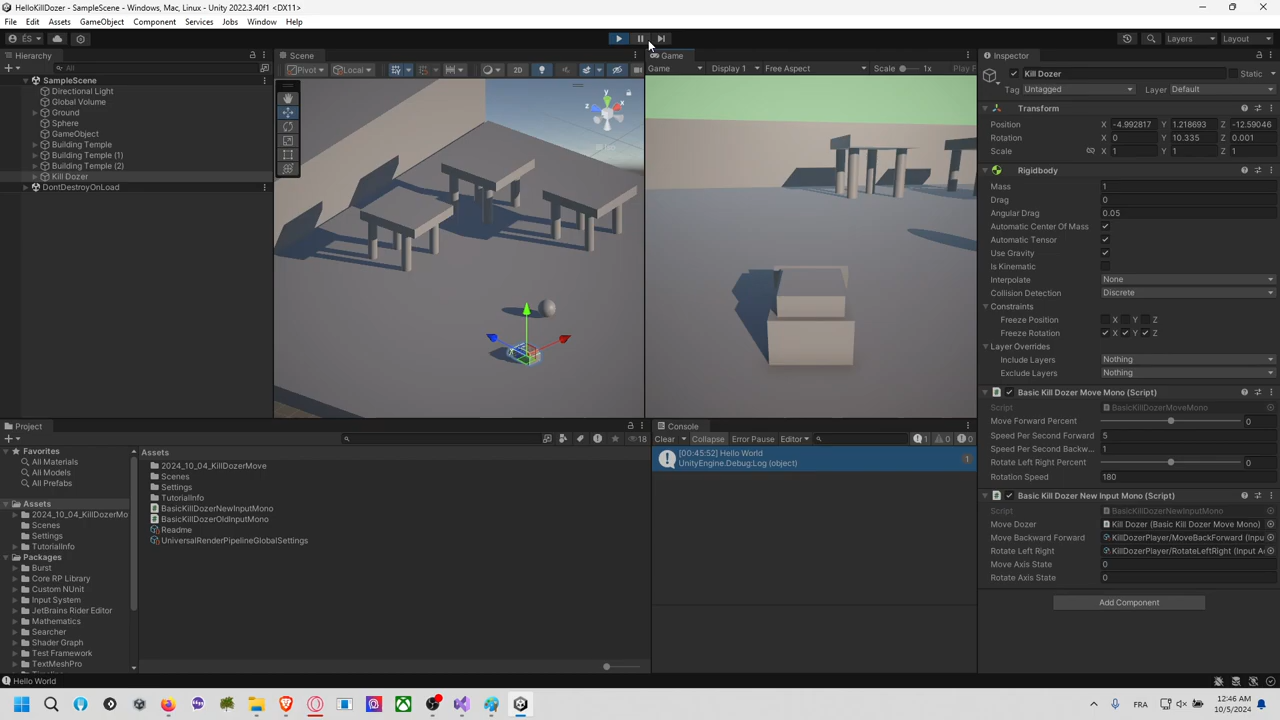 HelloKillDozer - SampleScene - Windows, Mac, Linux - Unity 2022.3.40f1 <DX11>
File Edit Assets GameObject Component Services Jobs Window Help
ÉS
Layers
Layout
Hierarchy
All
SampleScene
Directional Light
Global Volume
Ground
Sphere
GameObject
Building Temple
Building Temple (1)
Building Temple (2)
Kill Dozer
DontDestroyOnLoad
Scene
Pivot Local 2D
y
z
x
Game
Game Display 1 Free Aspect Scale 1x Play F
Inspector
Kill Dozer Static
Tag Untagged Layer Default
Transform
Position X -4.992817 Y 1.218693 Z -12.59046
Rotation X 0 Y 10.335 Z 0.001
Scale X 1 Y 1 Z 1
Rigidbody
Mass 1
Drag 0
Angular Drag 0.05
Automatic Center Of Mass
Automatic Tensor
Use Gravity
Is Kinematic
Interpolate None
Collision Detection Discrete
Constraints
Freeze Position X Y Z
Freeze Rotation X Y Z
Layer Overrides
Include Layers Nothing
Exclude Layers Nothing
Basic Kill Dozer Move Mono (Script)
Script BasicKillDozerMoveMono
Move Forward Percent 0
Speed Per Second Forward 5
Speed Per Second Backw... 1
Rotate Left Right Percent 0
Rotation Speed 180
Basic Kill Dozer New Input Mono (Script)
Script BasicKillDozerNewInputMono
Move Dozer Kill Dozer (Basic Kill Dozer Move Mono)
Move Backward Forward KillDozerPlayer/MoveBackForward (Inpu
Rotate Left Right KillDozerPlayer/RotateLeftRight (Input Ac
Move Axis State 0
Rotate Axis State 0
Add Component
Project
18
Favorites
All Materials
All Models
All Prefabs
Assets
2024_10_04_KillDozerMo
Scenes
Settings
TutorialInfo
Packages
Burst
Core RP Library
Custom NUnit
Input System
JetBrains Rider Editor
Mathematics
Searcher
Shader Graph
Test Framework
TextMeshPro
Assets
2024_10_04_KillDozerMove
Scenes
Settings
TutorialInfo
BasicKillDozerNewInputMono
BasicKillDozerOldInputMono
Readme
UniversalRenderPipelineGlobalSettings
Console
Clear Collapse Error Pause Editor 1 0 0
[00:45:52] Hello World
UnityEngine.Debug:Log (object) 1
Hello World
FRA
12:46 AM
10/5/2024